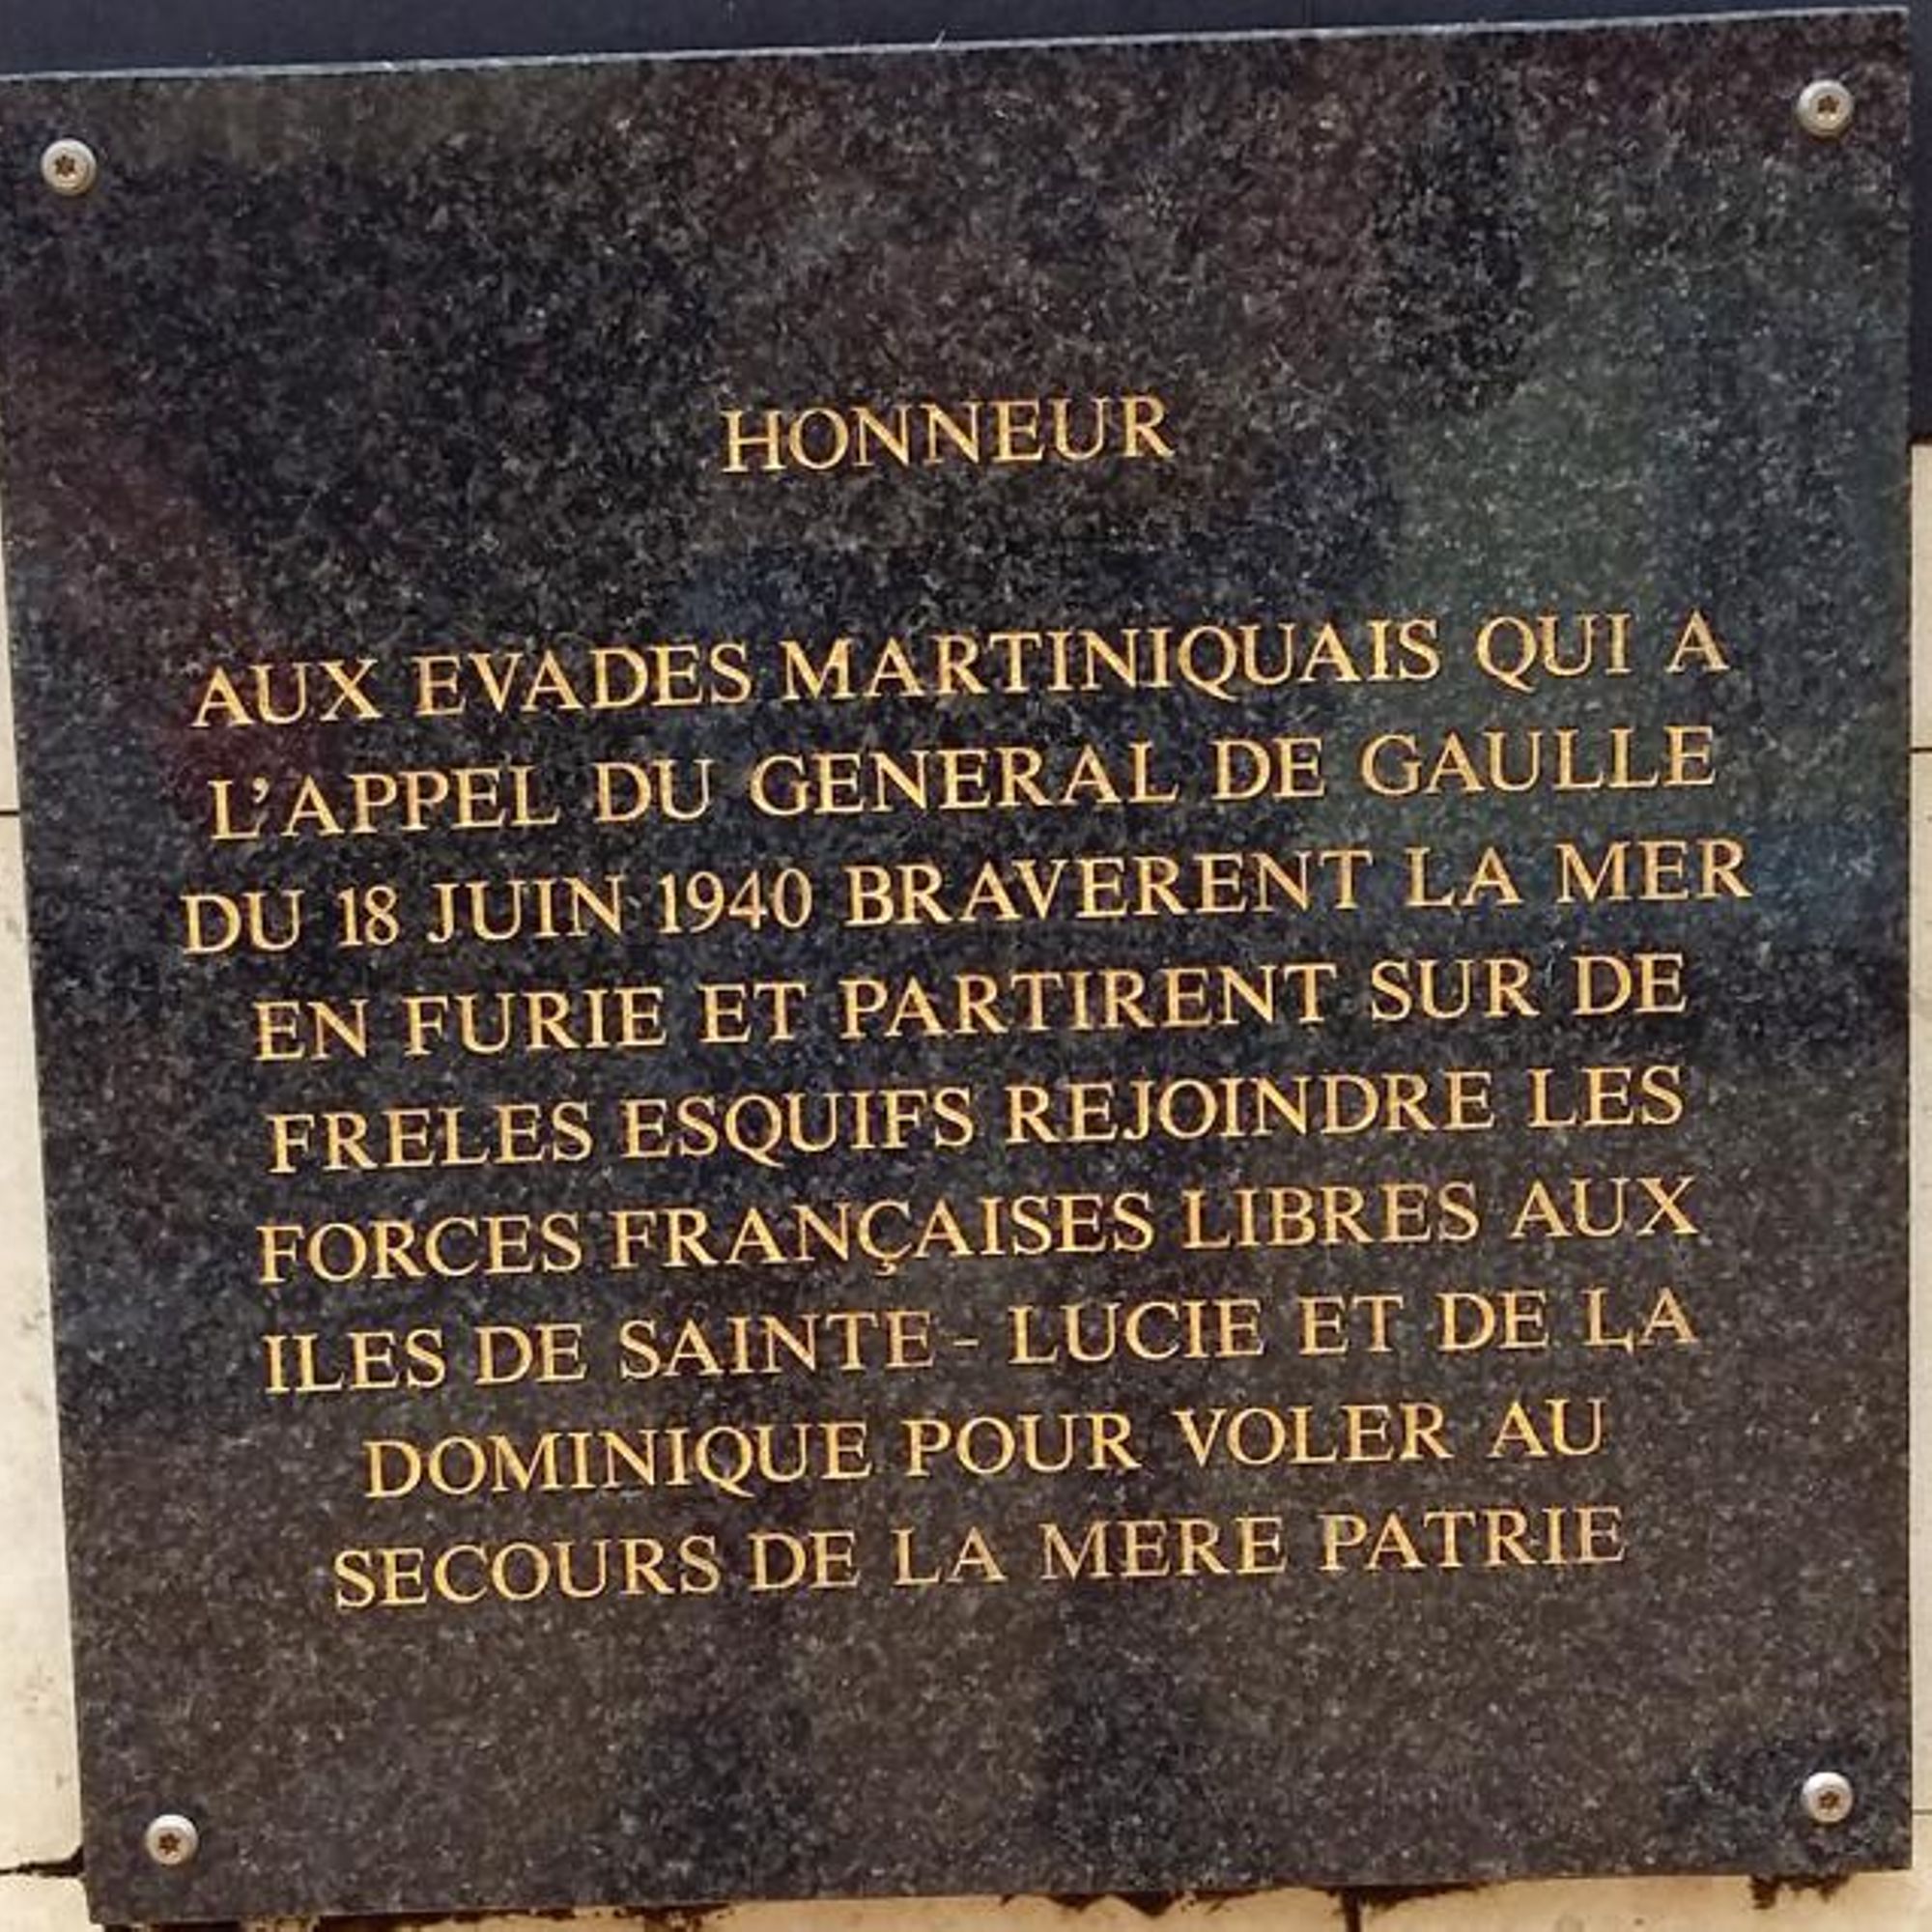 HONNEUR
AUX EVADES MARTINIQUAIS QUI A
L'APPEL DU GENERAL DE GAULLE
DU 18 JUIN 1940 BRAVERENT LA MER
EN FURIE ET PARTIRENT SUR DE
FRELES ESQUIFS REJOINDRE LES
FORCES FRANÇAISES LIBRES AUX
ILES DE SAINTE - LUCIE ET DE LA
DOMINIQUE POUR VOLER AU
SECOURS DE LA MERE PATRIE